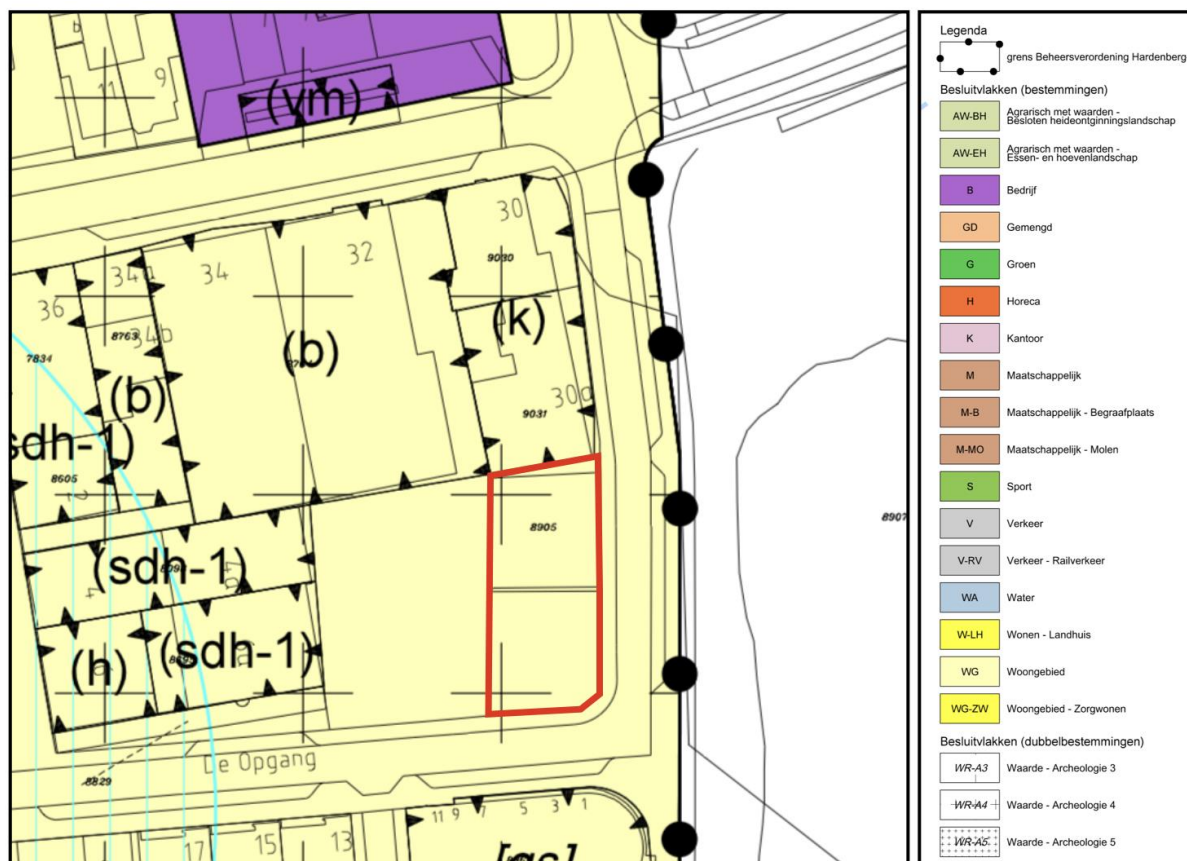 b
11
9
(vm)
30
9030
34
32
34a
36
8763
34b
7834
(b)
(b)
(k)
30a
9031
sdh-1)
8605
2
8905
8907
(sdh-1)
4
(h)
(sdh-1)
De Opgang
8829
11 9 7 5 3 1
17
15
13
Legenda
grens Beheersverordening Hardenberg
Besluitvlakken (bestemmingen)
AW-BH Agrarisch met waarden -
Besloten heideontginningslandschap
AW-EH Agrarisch met waarden -
Essen- en hoevenlandschap
B Bedrijf
GD Gemengd
G Groen
H Horeca
K Kantoor
M Maatschappelijk
M-B Maatschappelijk - Begraafplaats
M-MO Maatschappelijk - Molen
S Sport
V Verkeer
V-RV Verkeer - Railverkeer
WA Water
W-LH Wonen - Landhuis
WG Woongebied
WG-ZW Woongebied - Zorgwonen
Besluitvlakken (dubbelbestemmingen)
WR-A3 Waarde - Archeologie 3
WR-A4 Waarde - Archeologie 4
WR-A5 Waarde - Archeologie 5